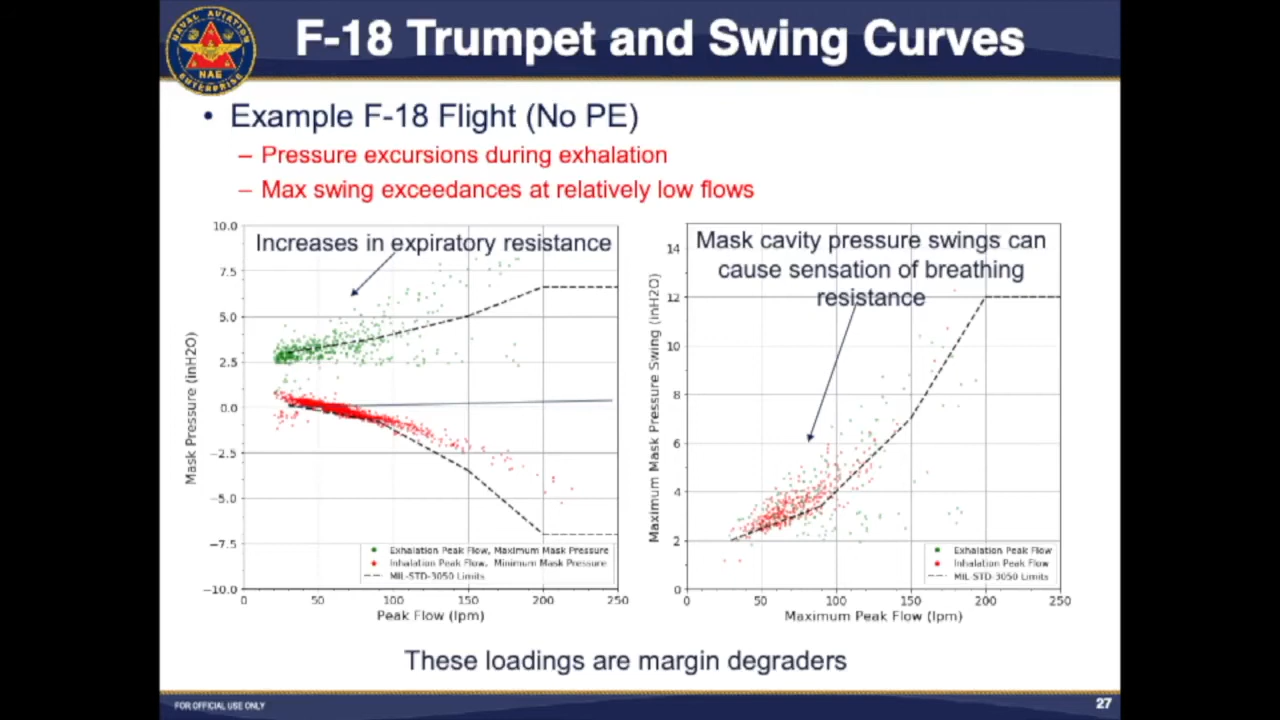 NAVAL AVIATION
NAE
ENTERPRISE
F-18 Trumpet and Swing Curves
• Example F-18 Flight (No PE)
– Pressure excursions during exhalation
– Max swing exceedances at relatively low flows
Increases in expiratory resistance
10.0
7.5
5.0
2.5
0.0
−2.5
−5.0
−7.5
−10.0
Mask Pressure (inH2O)
Exhalation Peak Flow, Maximum Mask Pressure
Inhalation Peak Flow, Minimum Mask Pressure
MIL-STD-3050 Limits
0 50 100 150 200 250
Peak Flow (lpm)
Mask cavity pressure swings can
cause sensation of breathing
resistance
14
12
10
8
6
4
2
0
Maximum Mask Pressure Swing (inH2O)
Exhalation Peak Flow
Inhalation Peak Flow
MIL-STD-3050 Limits
0 50 100 150 200 250
Maximum Peak Flow (lpm)
These loadings are margin degraders
FOR OFFICIAL USE ONLY
27